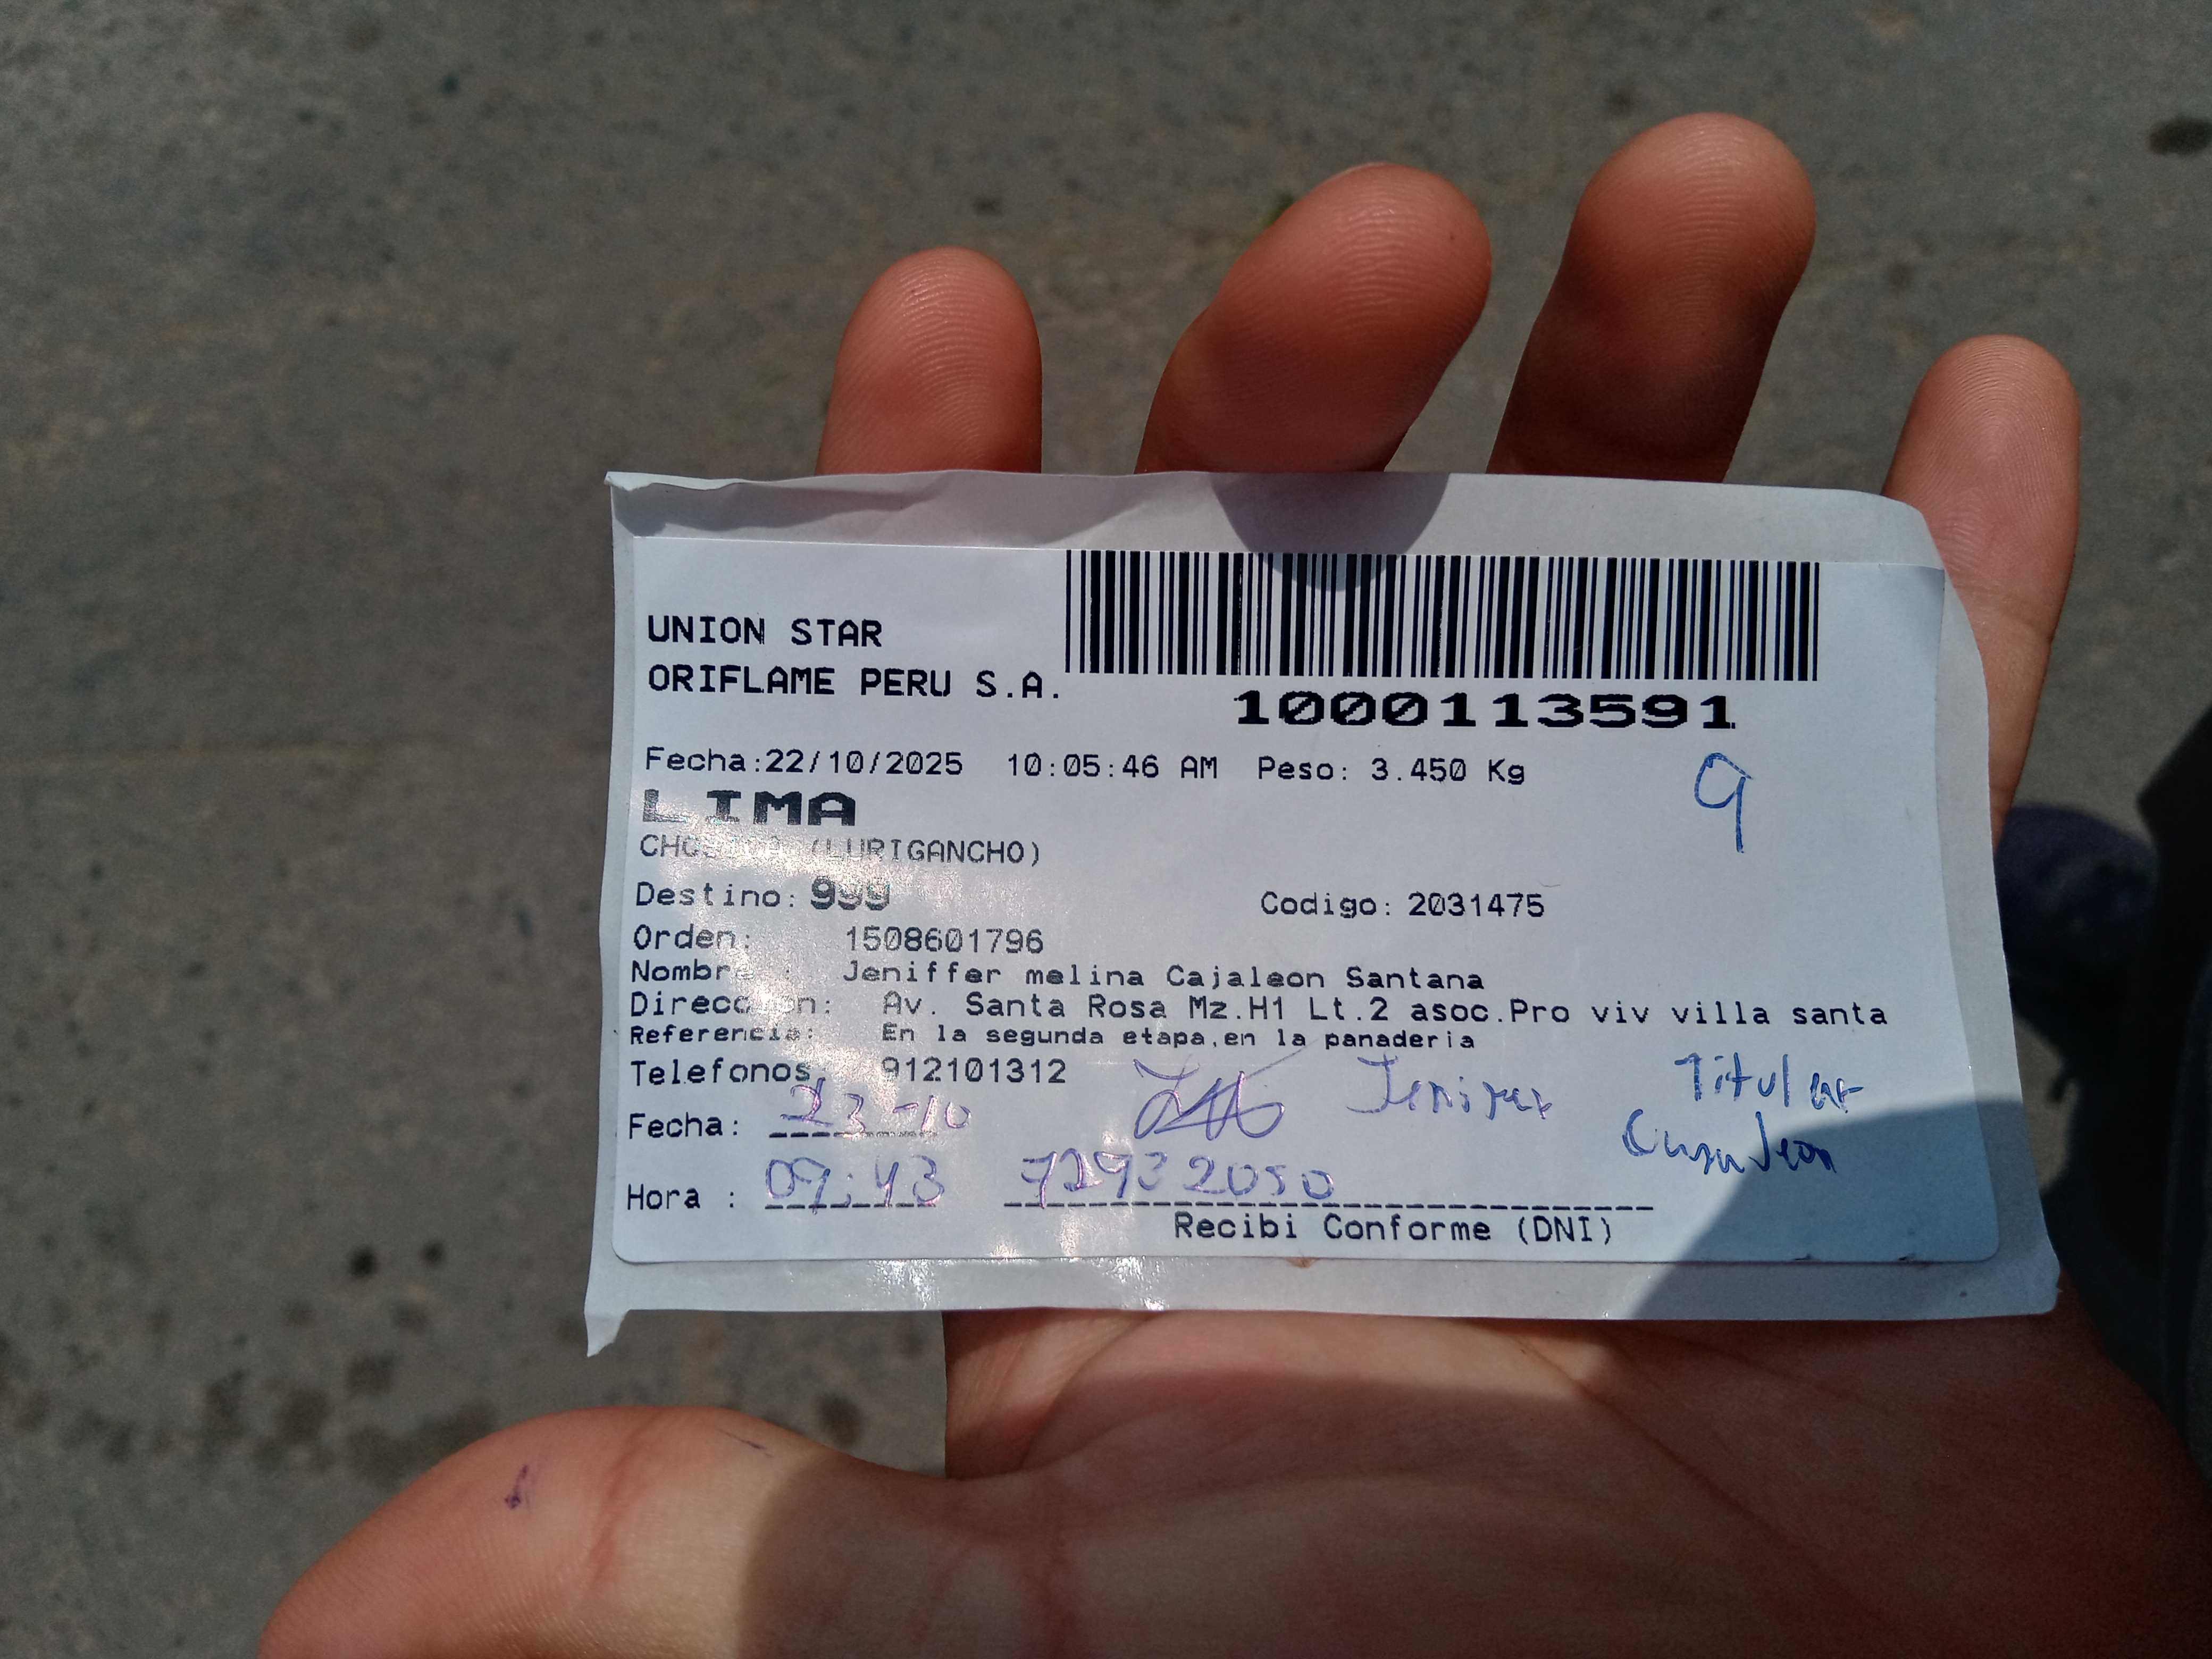 UNION STAR
ORIFLAME PERU S.A.
1000113591
Fecha:22/10/2025 10:05:46 AM Peso: 3.450 Kg
9
LIMA
(LURIGANCHO)
Destino: 999 Codigo: 2031475
Orden: 1508601796
Nombre : Jeniffer melina Cajaleon Santana
Direccion: Av. Santa Rosa Mz.H1 Lt.2 asoc.Pro viv villa santa
Referencia: En la segunda etapa,en la panaderia
Telefonos: 912101312
Titular
Fecha: 23-10
Hora : 09:43 72932050
Recibi Conforme (DNI)